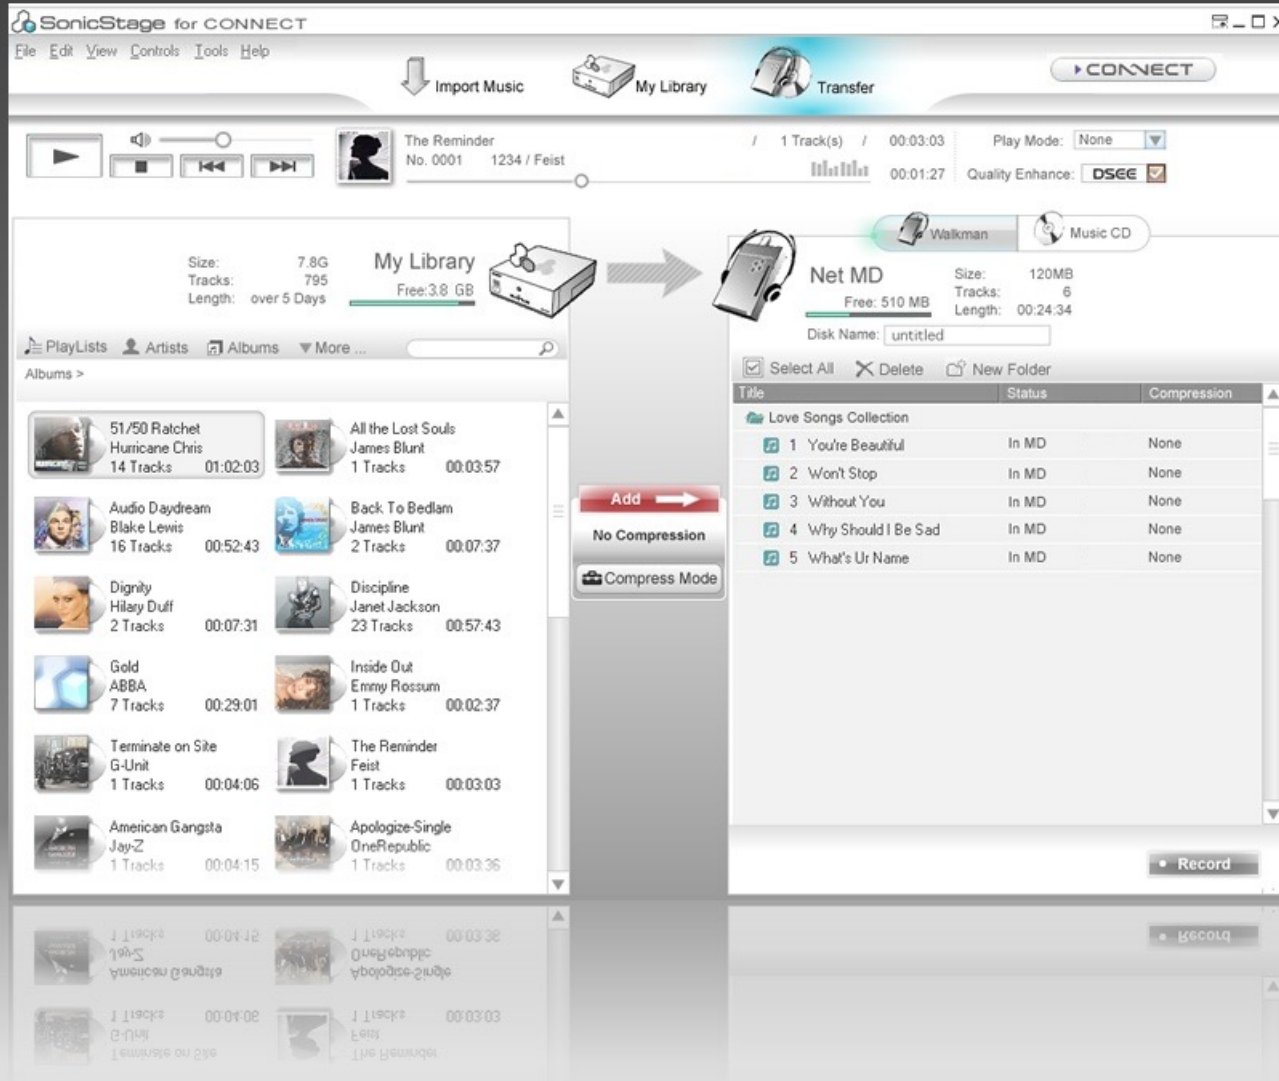 SonicStage for CONNECT
File Edit View Controls Tools Help
Import Music
My Library
Transfer
CONNECT
The Reminder / 1 Track(s) / 00:03:03
No. 0001 1234 / Feist
00:01:27
Play Mode: None
Quality Enhance: DSEE
Size: 7.8G
Tracks: 795
Length: over 5 Days
My Library
Free:3.8 GB
PlayLists Artists Albums More ...
Albums >
51/50 Ratchet
Hurricane Chris
14 Tracks 01:02:03
All the Lost Souls
James Blunt
1 Tracks 00:03:57
Audio Daydream
Blake Lewis
16 Tracks 00:52:43
Back To Bedlam
James Blunt
2 Tracks 00:07:37
Dignity
Hilary Duff
2 Tracks 00:07:31
Discipline
Janet Jackson
23 Tracks 00:57:43
Gold
ABBA
7 Tracks 00:29:01
Inside Out
Emmy Rossum
1 Tracks 00:02:37
Terminate on Site
G-Unit
1 Tracks 00:04:06
The Reminder
Feist
1 Tracks 00:03:03
American Gangsta
Jay-Z
1 Tracks 00:04:15
Apologize-Single
OneRepublic
1 Tracks 00:03:36
Add
No Compression
Compress Mode
Walkman
Music CD
Net MD
Free: 510 MB
Size: 120MB
Tracks: 6
Length: 00:24:34
Disk Name: untitled
Select All Delete New Folder
Title Status Compression
Love Songs Collection
1 You're Beautiful In MD None
2 Won't Stop In MD None
3 Without You In MD None
4 Why Should I Be Sad In MD None
5 What's Ur Name In MD None
Record